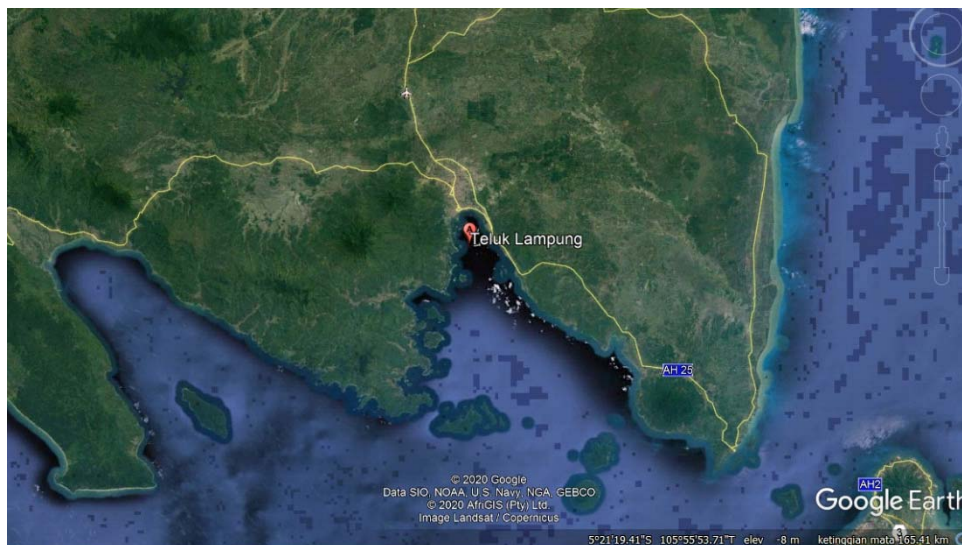 A
Teluk Lampung
AH 25
© 2020 Google
Data SIO, NOAA, U.S. Navy, NGA, GEBCO
© 2020 AfriGIS (Pty) Ltd.
Image Landsat / Copernicus
AH2
Google Earth
3
5°21'19.41"S 105°55'53.71"T elev -8 m ketinggian mata 165.41 km